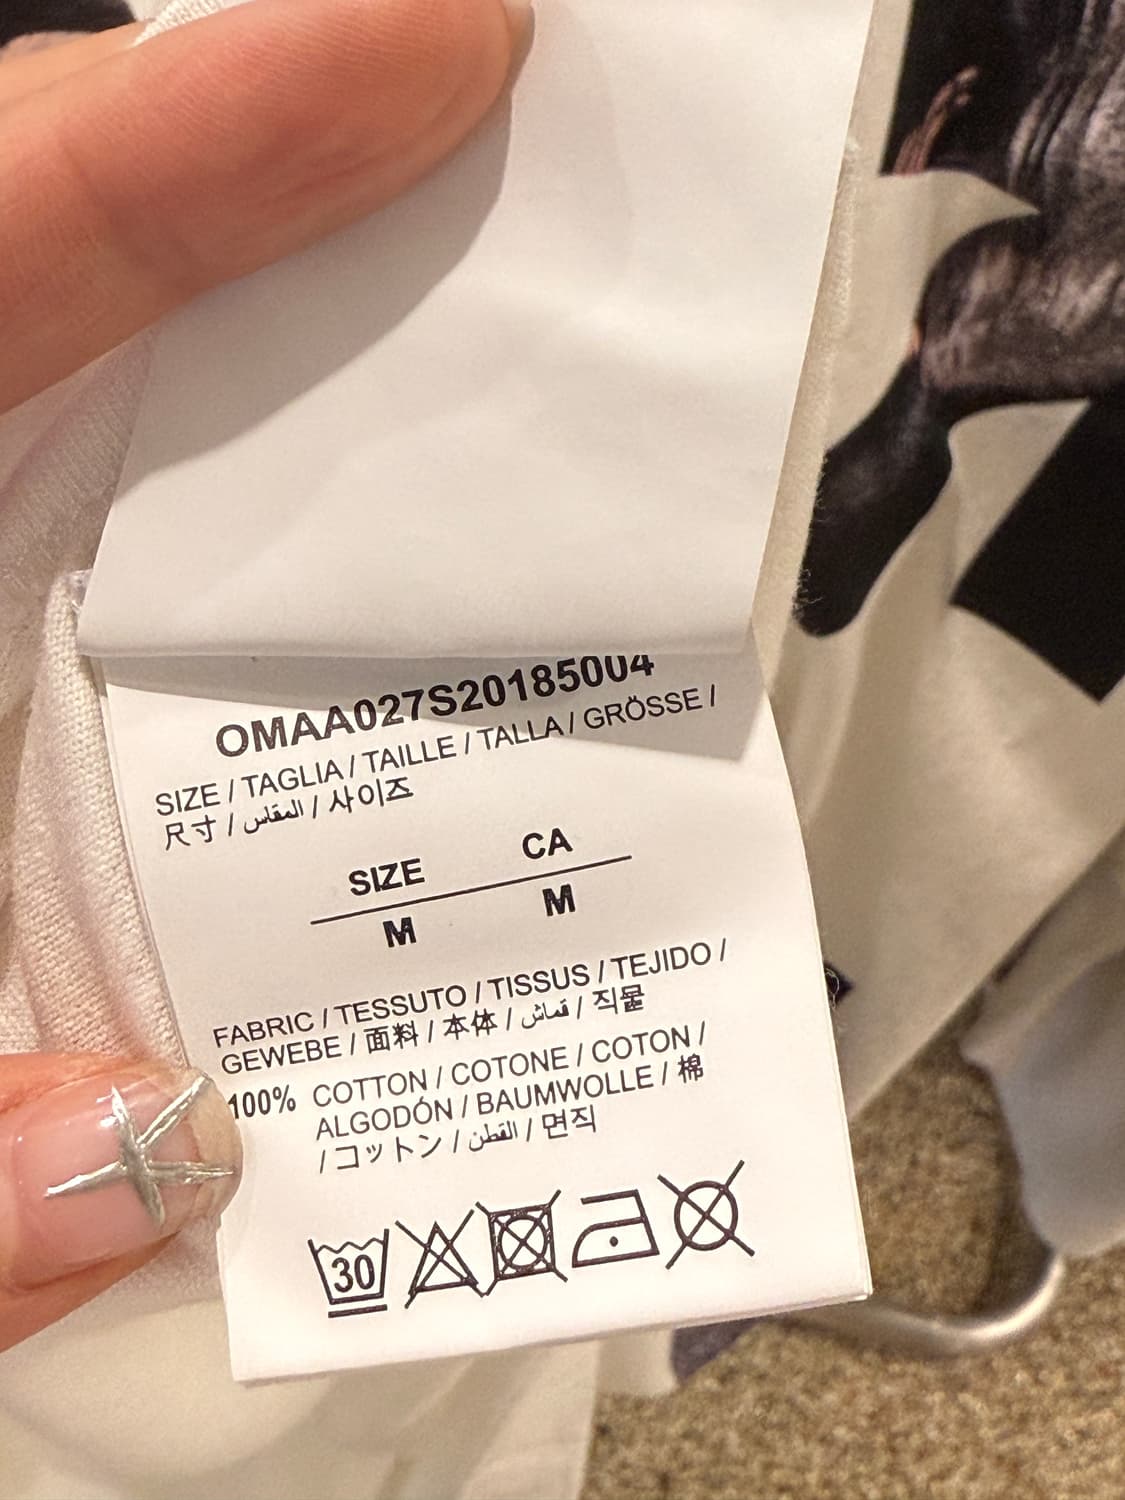 OMAA027S20185004
SIZE / TAGLIA / TAILLE / TALLA / GRÖSSE /
尺寸 / المقاس / 사이즈
SIZE CA
M M
FABRIC / TESSUTO / TISSUS / TEJIDO /
GEWEBE / 面料 / 本体 / قماش / 직물
100% COTTON / COTONE / COTON /
ALGODÓN / BAUMWOLLE / 棉
/ コットン / القطن / 면직
30